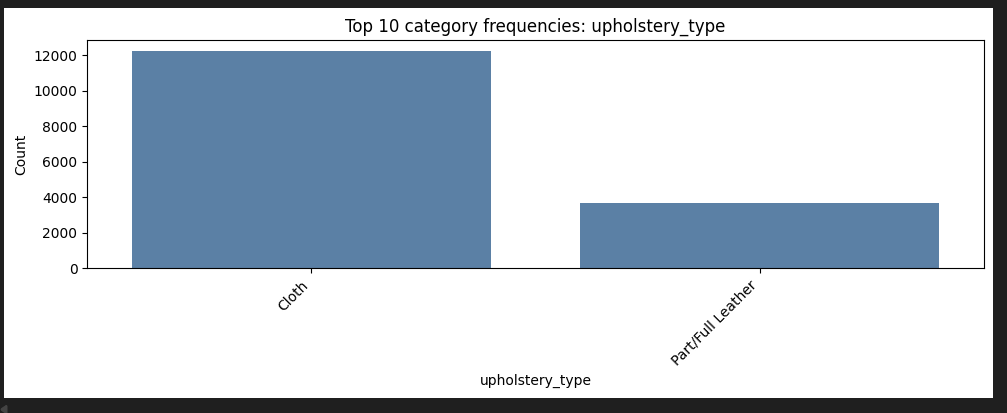 Top 10 category frequencies: upholstery_type
12000
10000
8000
6000
4000
2000
0
Count
Cloth
Part/Full Leather
upholstery_type